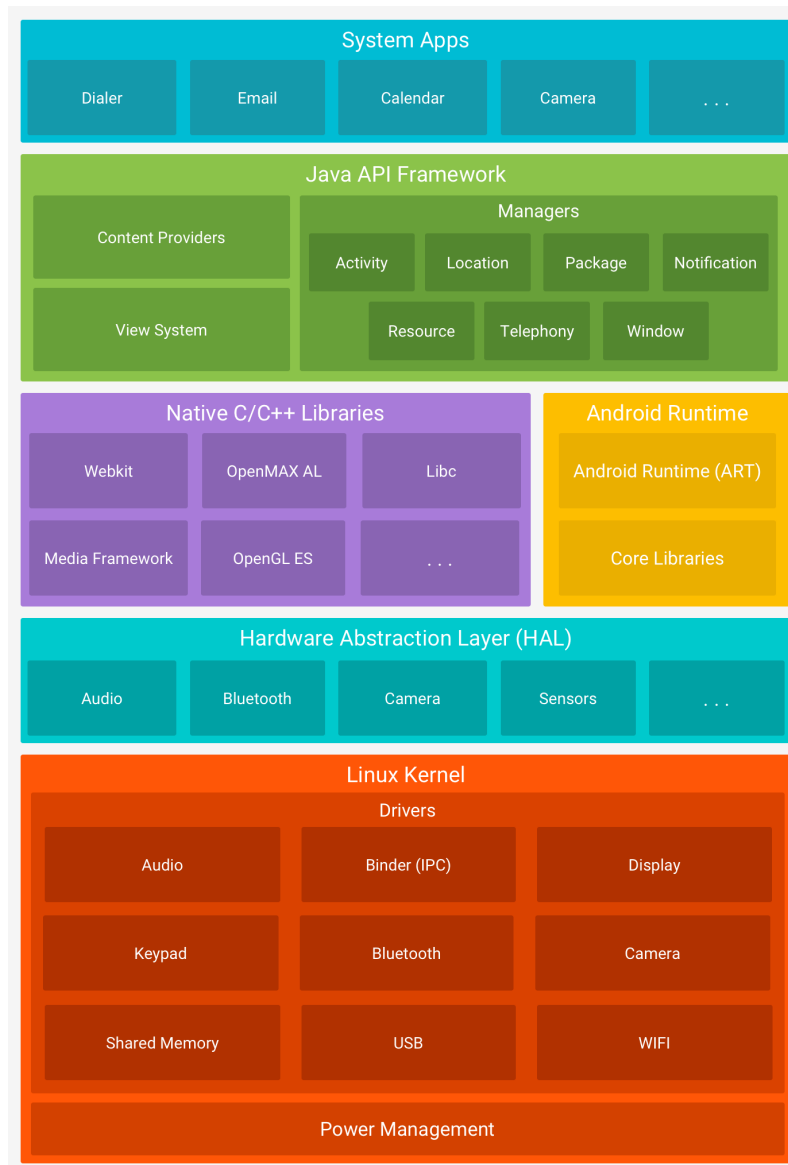 System Apps
Dialer
Email
Calendar
Camera
. . .
Java API Framework
Content Providers
View System
Managers
Activity
Location
Package
Notification
Resource
Telephony
Window
Native C/C++ Libraries
Webkit
OpenMAX AL
Libc
Media Framework
OpenGL ES
. . .
Android Runtime
Android Runtime (ART)
Core Libraries
Hardware Abstraction Layer (HAL)
Audio
Bluetooth
Camera
Sensors
. . .
Linux Kernel
Drivers
Audio
Binder (IPC)
Display
Keypad
Bluetooth
Camera
Shared Memory
USB
WIFI
Power Management